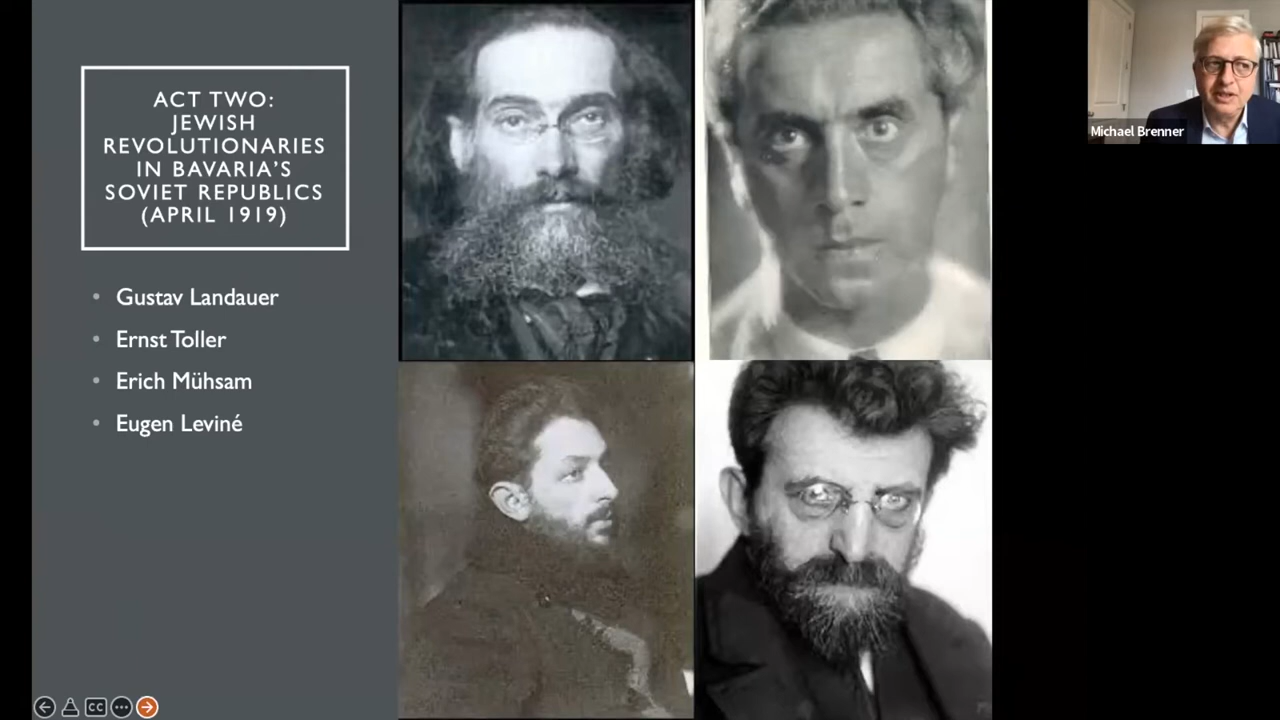 ACT TWO:
JEWISH
REVOLUTIONARIES
IN BAVARIA'S
SOVIET REPUBLICS
(APRIL 1919)
• Gustav Landauer
• Ernst Toller
• Erich Mühsam
• Eugen Leviné
Michael Brenner
CC